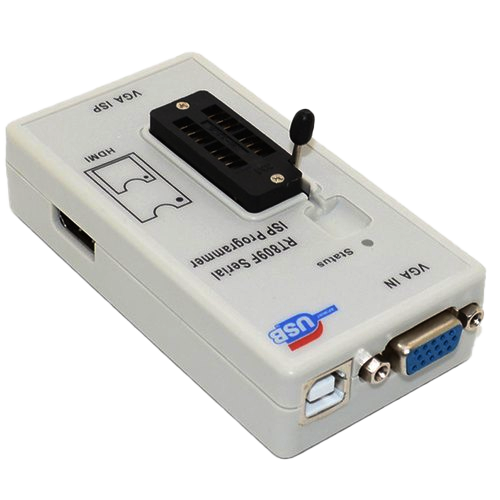 VGA ISP
HDMI
RT809F Serial
ISP Programmer
Status
VGA IN
USB